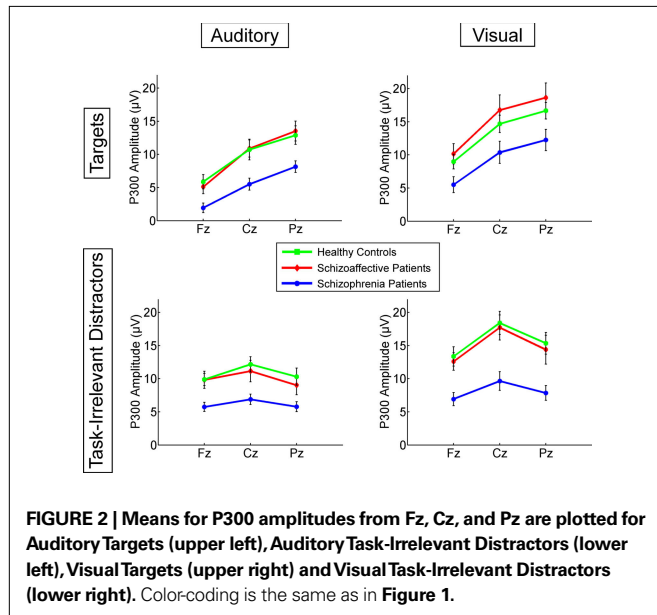 Auditory
Visual
Targets
P300 Amplitude (µV)
20
15
10
5
0
Fz
Cz
Pz
P300 Amplitude (µV)
20
15
10
5
0
Fz
Cz
Pz
Healthy Controls
Schizoaffective Patients
Schizophrenia Patients
Task-Irrelevant Distractors
P300 Amplitude (µV)
20
15
10
5
0
Fz
Cz
Pz
P300 Amplitude (µV)
20
15
10
5
0
Fz
Cz
Pz
FIGURE 2 | Means for P300 amplitudes from Fz, Cz, and Pz are plotted for
Auditory Targets (upper left), Auditory Task-Irrelevant Distractors (lower
left), Visual Targets (upper right) and Visual Task-Irrelevant Distractors
(lower right). Color-coding is the same as in Figure 1.